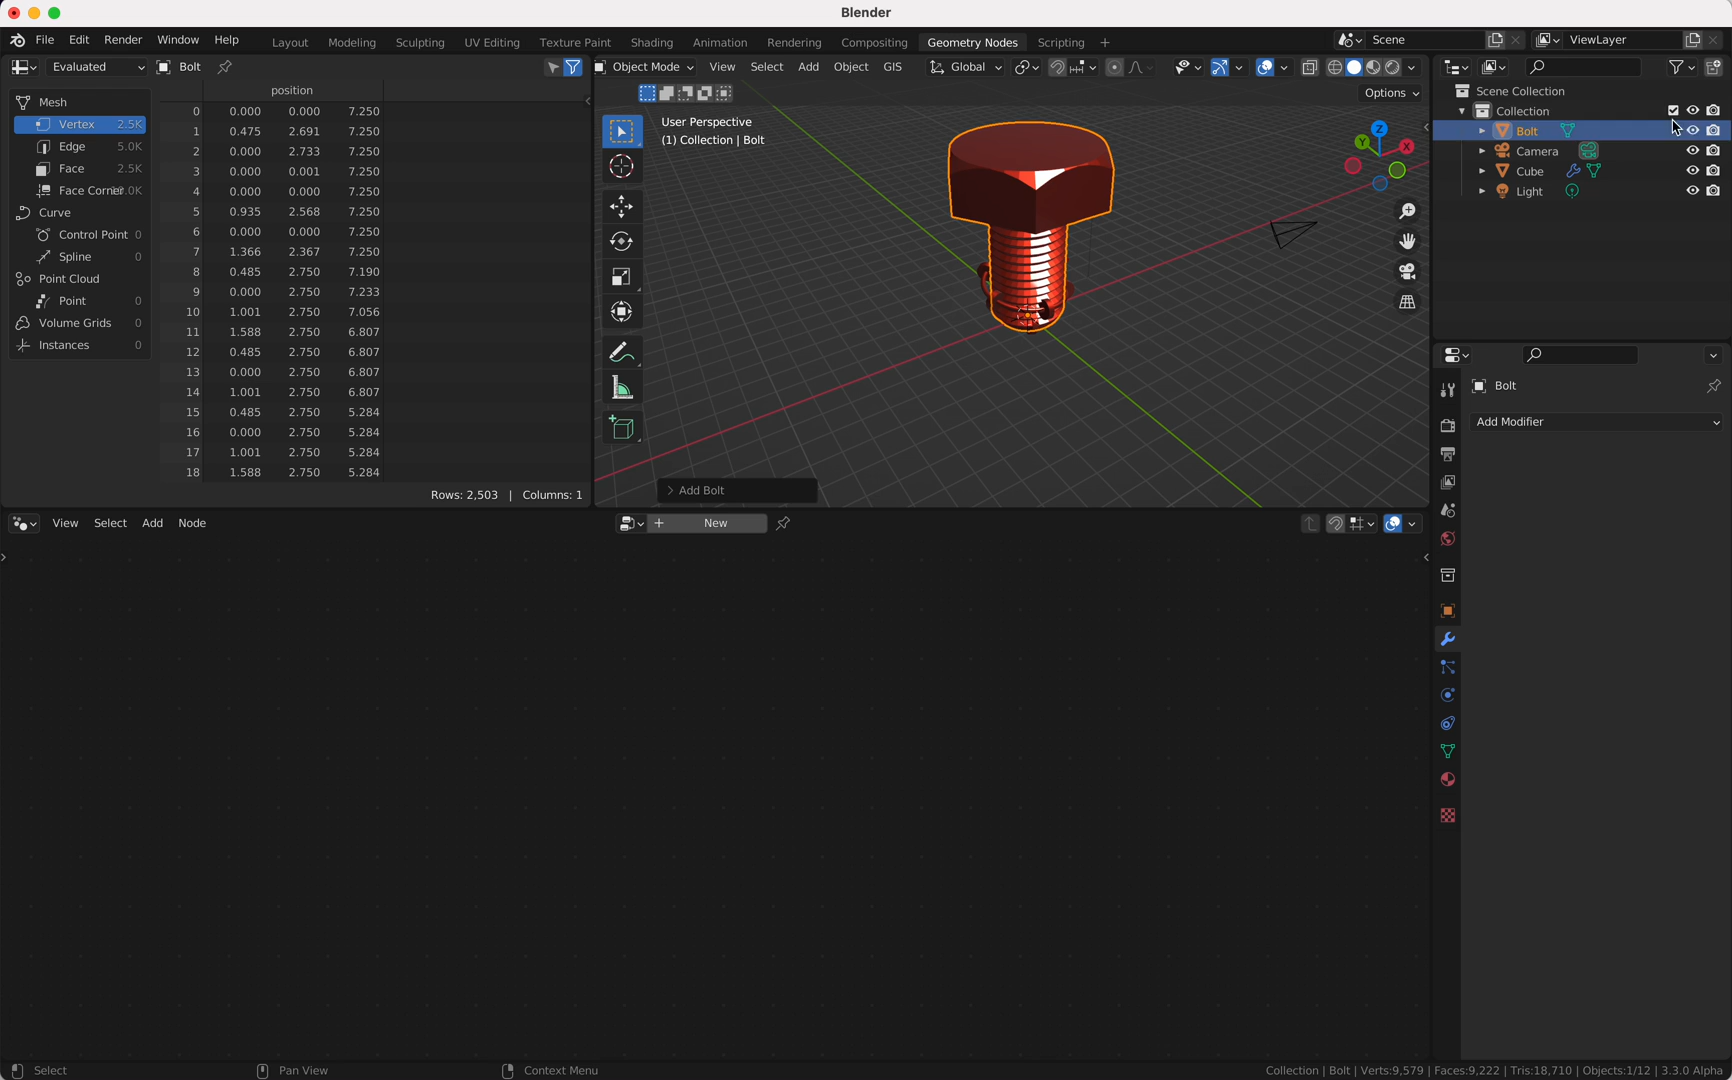 Blender
File Edit Render Window Help Layout Modeling Sculpting UV Editing Texture Paint Shading Animation Rendering Compositing Geometry Nodes Scripting + Scene ViewLayer
Evaluated Bolt Object Mode View Select Add Object GIS Global
Options
Mesh
Vertex 2.5K
Edge 5.0K
Face 2.5K
Face Corner
Curve
Control Point 0
Spline 0
Point Cloud
Point 0
Volume Grids 0
Instances 0
position
0 0.000 0.000 7.250
1 0.475 2.691 7.250
2 0.000 2.733 7.250
3 0.000 0.001 7.250
4 0.000 0.000 7.250
5 0.935 2.568 7.250
6 0.000 0.000 7.250
7 1.366 2.367 7.250
8 0.485 2.750 7.190
9 0.000 2.750 7.233
10 1.001 2.750 7.056
11 1.588 2.750 6.807
12 0.485 2.750 6.807
13 0.000 2.750 6.807
14 1.001 2.750 6.807
15 0.485 2.750 5.284
16 0.000 2.750 5.284
17 1.001 2.750 5.284
18 1.588 2.750 5.284
Rows: 2,503 | Columns: 1
User Perspective
(1) Collection | Bolt
Z
Y
X
> Add Bolt
Scene Collection
Collection
Bolt
Camera
Cube
Light
Bolt
Add Modifier
View Select Add Node + New
Select Pan View Context Menu Collection | Bolt | Verts:9,579 | Faces:9,222 | Tris:18,710 | Objects:1/12 | 3.3.0 Alpha